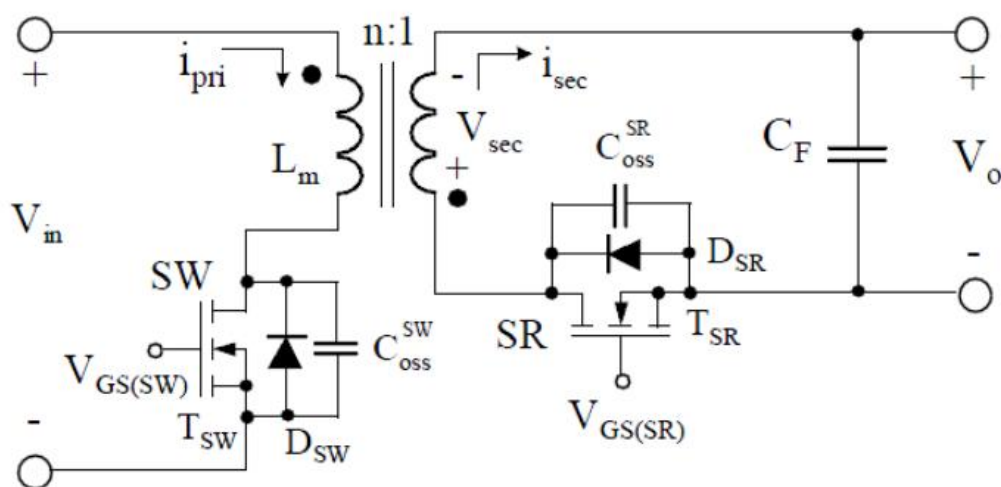 n:1
+
i_pri
-
i_sec
+
V_sec
C_oss^SR
C_F
V_o
L_m
+
V_in
SW
D_SR
-
SR
T_SR
C_oss^SW
V_GS(SW)
V_GS(SR)
-
T_SW
D_SW